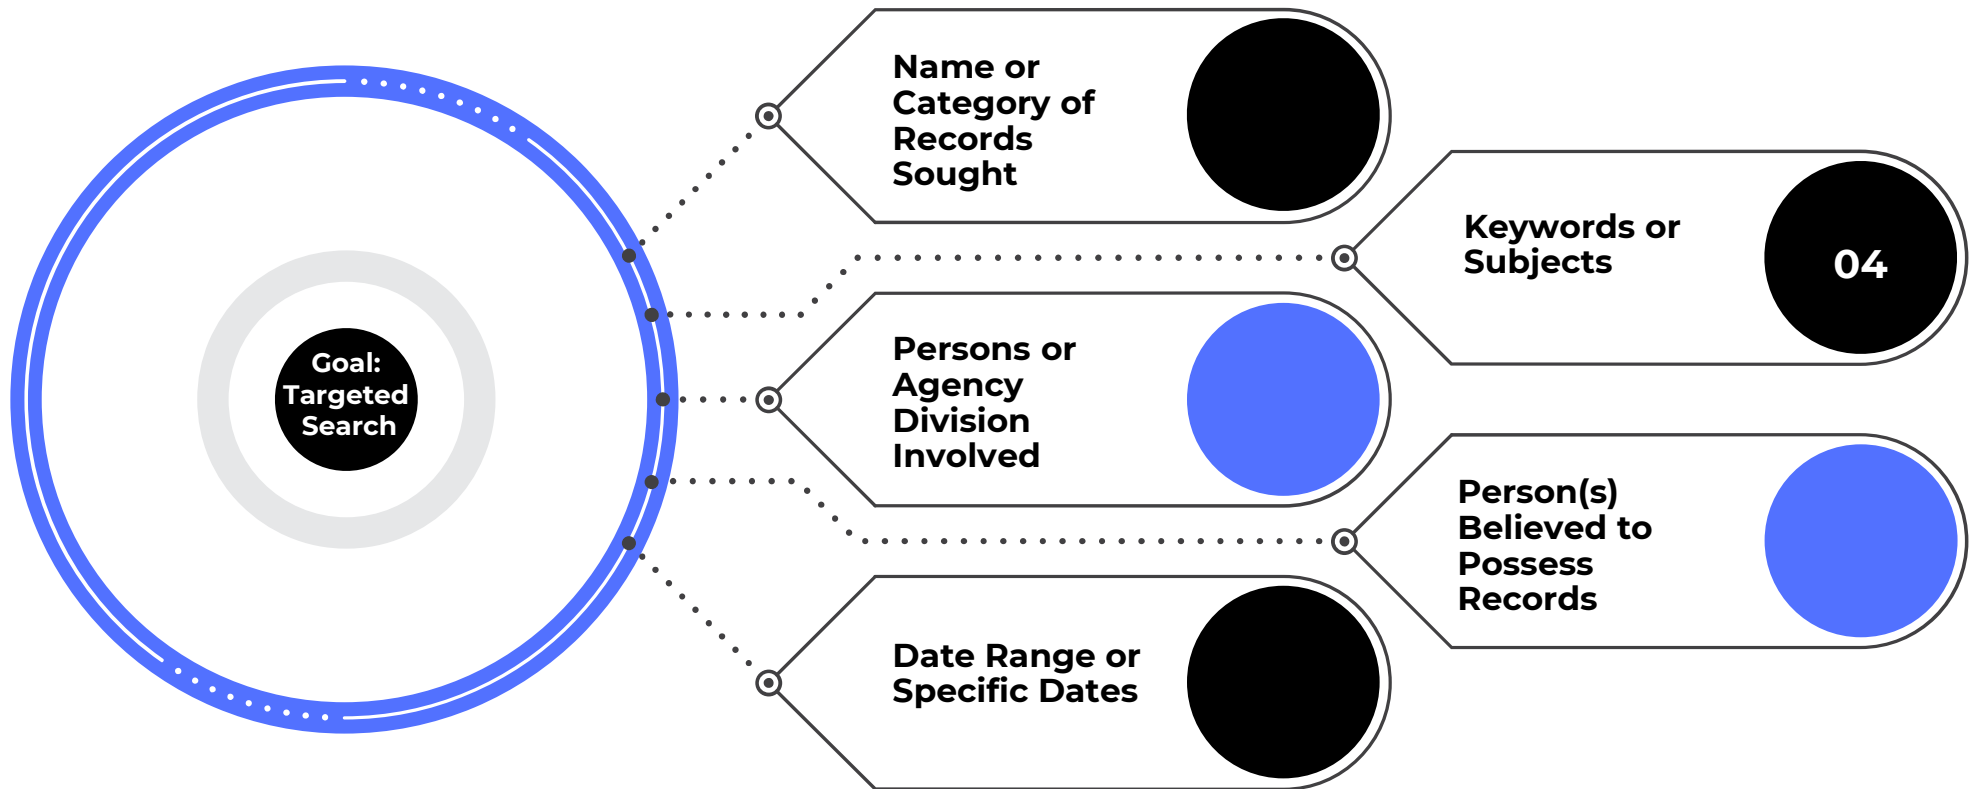 Goal:
Targeted
Search
Name or
Category of
Records
Sought
Keywords or
Subjects
04
Persons or
Agency
Division
Involved
Person(s)
Believed to
Possess
Records
Date Range or
Specific Dates